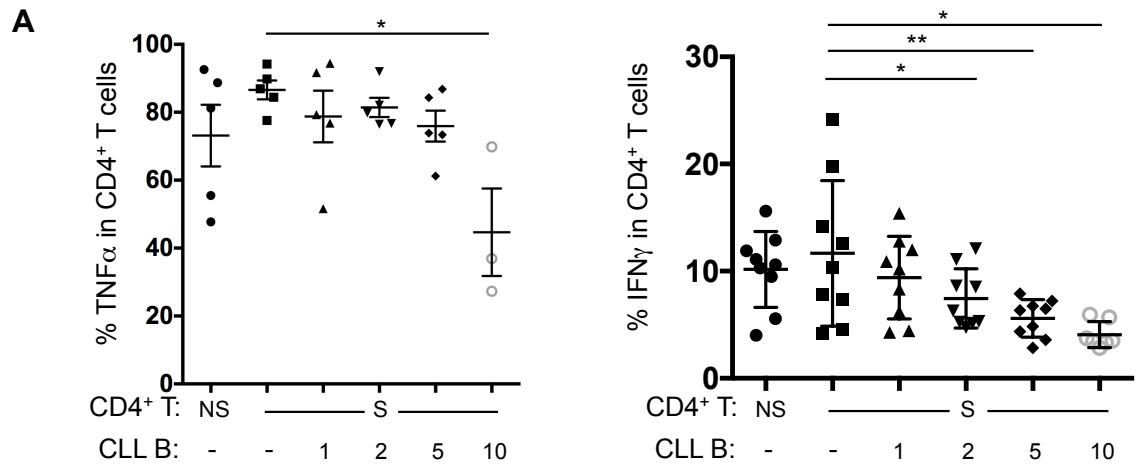 A
% TNFα in CD4⁺ T cells
100
80
60
40
20
0
*
CD4⁺ T: NS S
CLL B: - - 1 2 5 10
% IFNγ in CD4⁺ T cells
30
20
10
0
*
**
*
CD4⁺ T: NS S
CLL B: - - 1 2 5 10